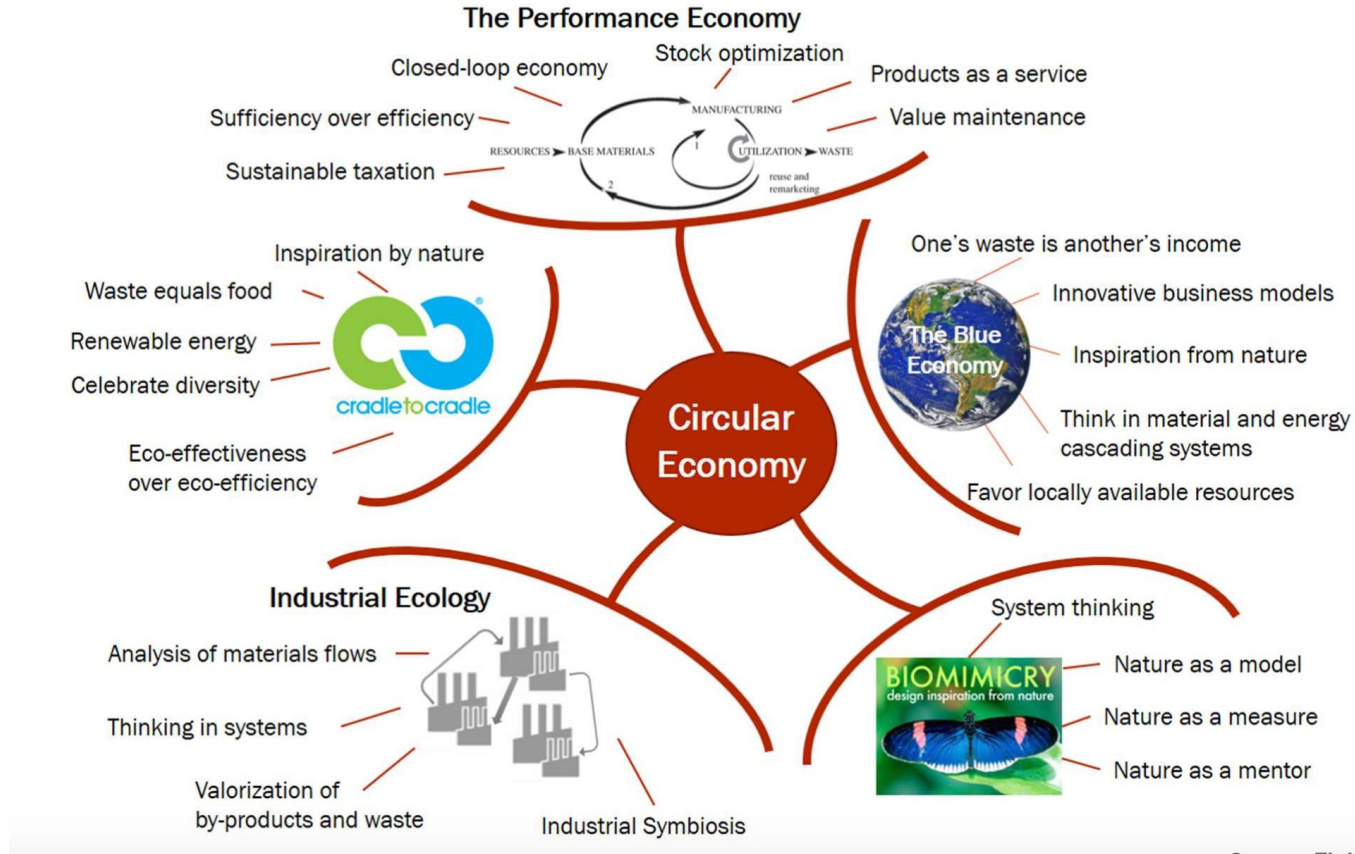 The Performance Economy
Stock optimization
Closed-loop economy
Products as a service
Sufficiency over efficiency
Value maintenance
Sustainable taxation
MANUFACTURING
RESOURCES
BASE MATERIALS
1
UTILIZATION
WASTE
2
reuse and
remarketing
Inspiration by nature
Waste equals food
Renewable energy
Celebrate diversity
®
cradletocradle
Eco-effectiveness
over eco-efficiency
One's waste is another's income
Innovative business models
The Blue
Economy
Inspiration from nature
Think in material and energy
cascading systems
Favor locally available resources
Circular
Economy
Industrial Ecology
Analysis of materials flows
Thinking in systems
Valorization of
by-products and waste
Industrial Symbiosis
System thinking
BIOMIMICRY
design inspiration from nature
Nature as a model
Nature as a measure
Nature as a mentor